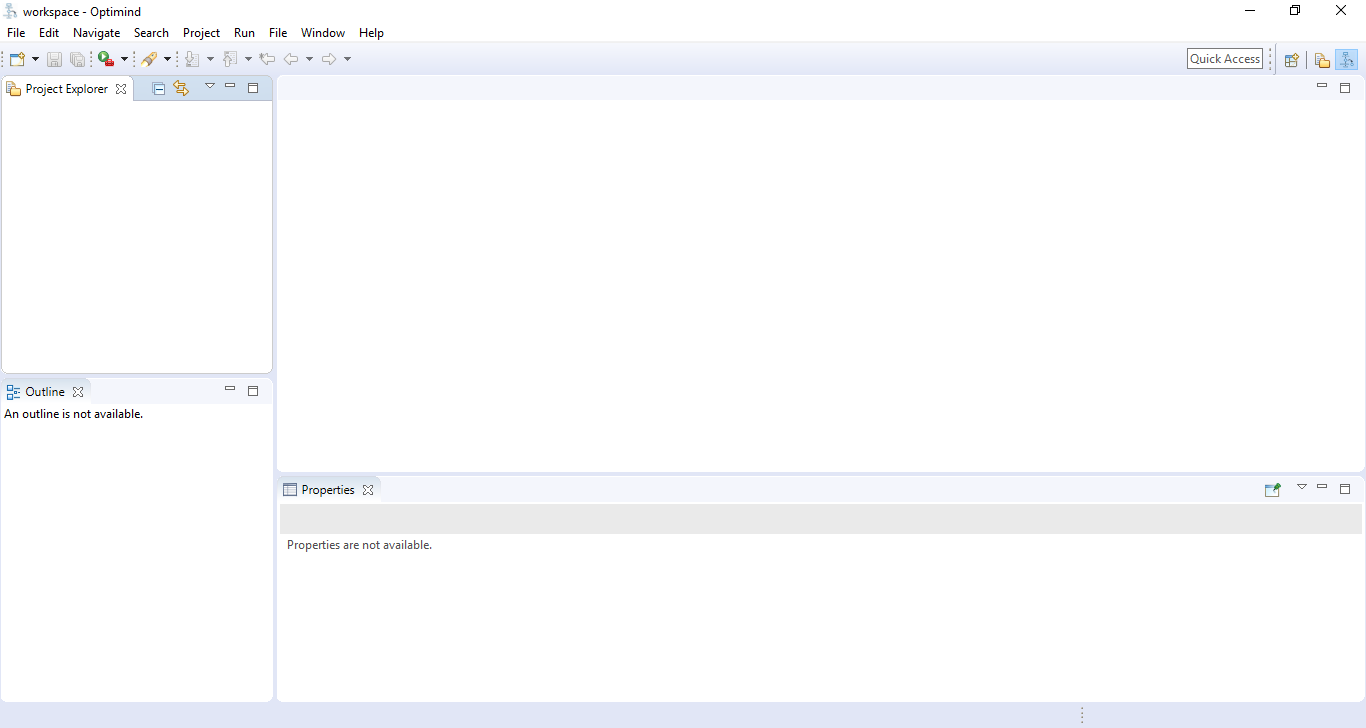 workspace - Optimind
File Edit Navigate Search Project Run File Window Help
Quick Access
Project Explorer
Outline
An outline is not available.
Properties
Properties are not available.